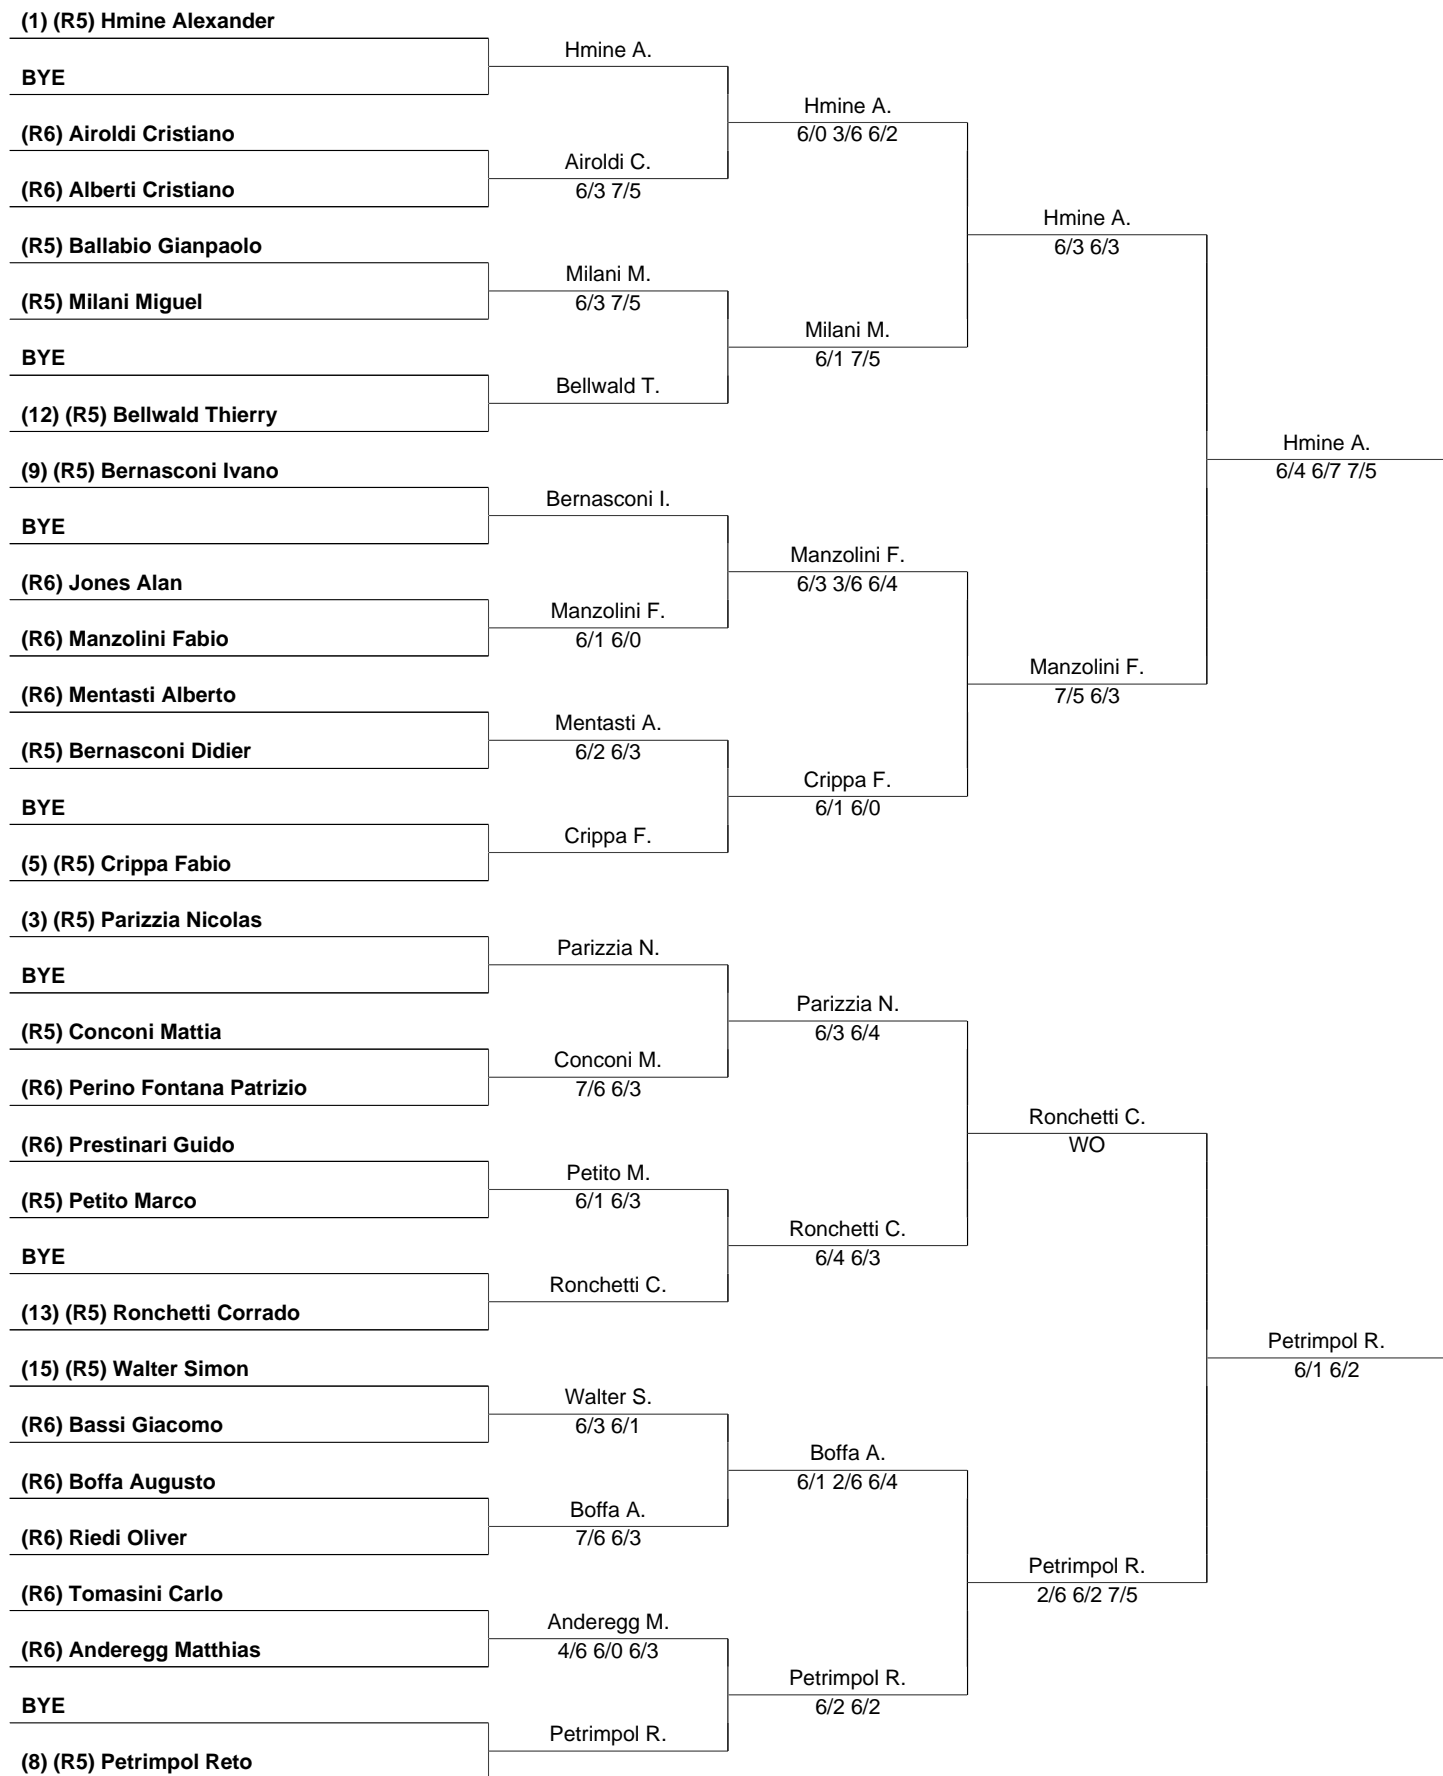 (1) (R5) Hmine Alexander
Hmine A.
BYE
Hmine A.
6/0 3/6 6/2
(R6) Airoldi Cristiano
Airoldi C.
6/3 7/5
(R6) Alberti Cristiano
Hmine A.
6/3 6/3
(R5) Ballabio Gianpaolo
Milani M.
6/3 7/5
(R5) Milani Miguel
Milani M.
6/1 7/5
BYE
Bellwald T.
(12) (R5) Bellwald Thierry
Hmine A.
6/4 6/7 7/5
(9) (R5) Bernasconi Ivano
Bernasconi I.
BYE
Manzolini F.
6/3 3/6 6/4
(R6) Jones Alan
Manzolini F.
6/1 6/0
(R6) Manzolini Fabio
Manzolini F.
7/5 6/3
(R6) Mentasti Alberto
Mentasti A.
6/2 6/3
(R5) Bernasconi Didier
Crippa F.
6/1 6/0
BYE
Crippa F.
(5) (R5) Crippa Fabio
(3) (R5) Parizzia Nicolas
Parizzia N.
BYE
Parizzia N.
6/3 6/4
(R5) Conconi Mattia
Conconi M.
7/6 6/3
(R6) Perino Fontana Patrizio
Ronchetti C.
WO
(R6) Prestinari Guido
Petito M.
6/1 6/3
(R5) Petito Marco
Ronchetti C.
6/4 6/3
BYE
Ronchetti C.
(13) (R5) Ronchetti Corrado
Petrimpol R.
6/1 6/2
(15) (R5) Walter Simon
Walter S.
6/3 6/1
(R6) Bassi Giacomo
Boffa A.
6/1 2/6 6/4
(R6) Boffa Augusto
Boffa A.
7/6 6/3
(R6) Riedi Oliver
Petrimpol R.
2/6 6/2 7/5
(R6) Tomasini Carlo
Anderegg M.
4/6 6/0 6/3
(R6) Anderegg Matthias
Petrimpol R.
6/2 6/2
BYE
Petrimpol R.
(8) (R5) Petrimpol Reto